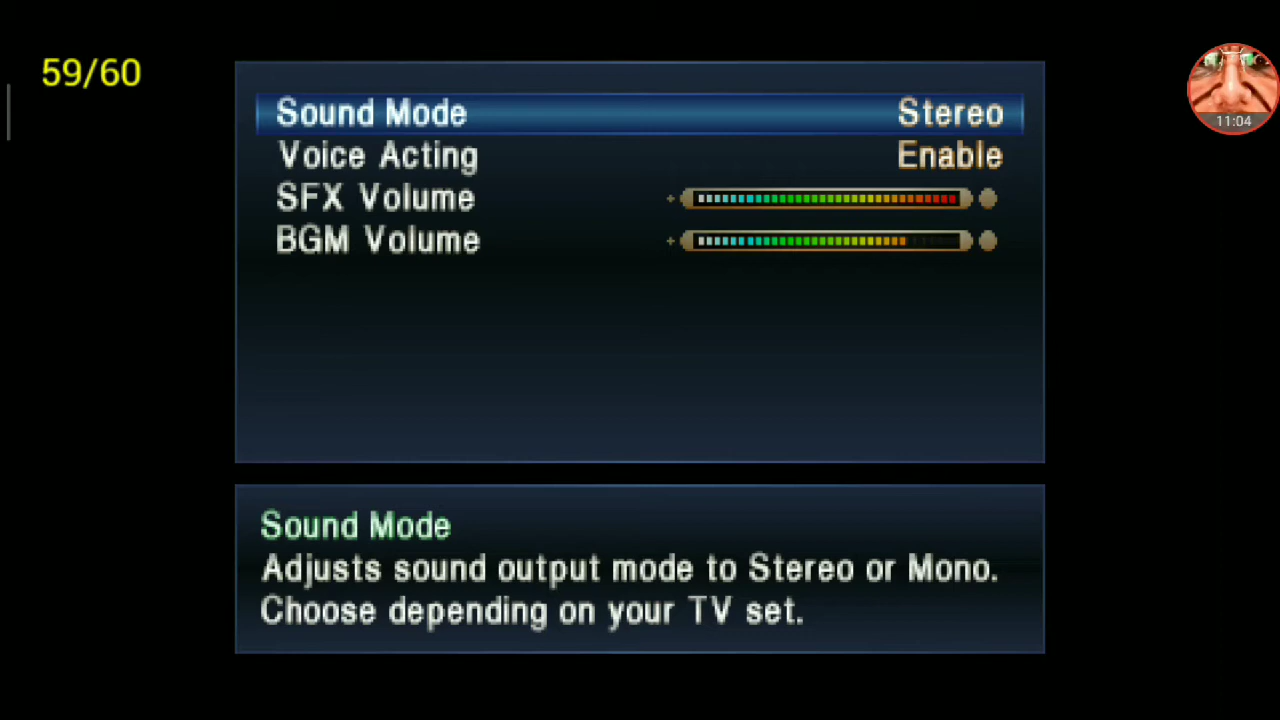 59/60
Sound Mode Stereo
Voice Acting Enable
SFX Volume
BGM Volume
11:04
Sound Mode
Adjusts sound output mode to Stereo or Mono.
Choose depending on your TV set.